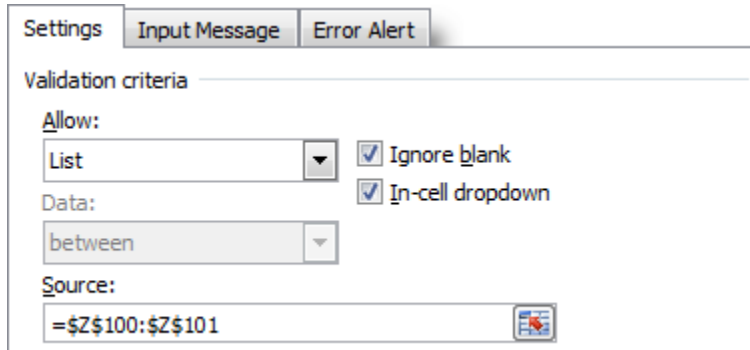 Settings Input Message Error Alert
Validation criteria
Allow:
List Ignore blank
Data: In-cell dropdown
between
Source:
=$Z$100:$Z$101